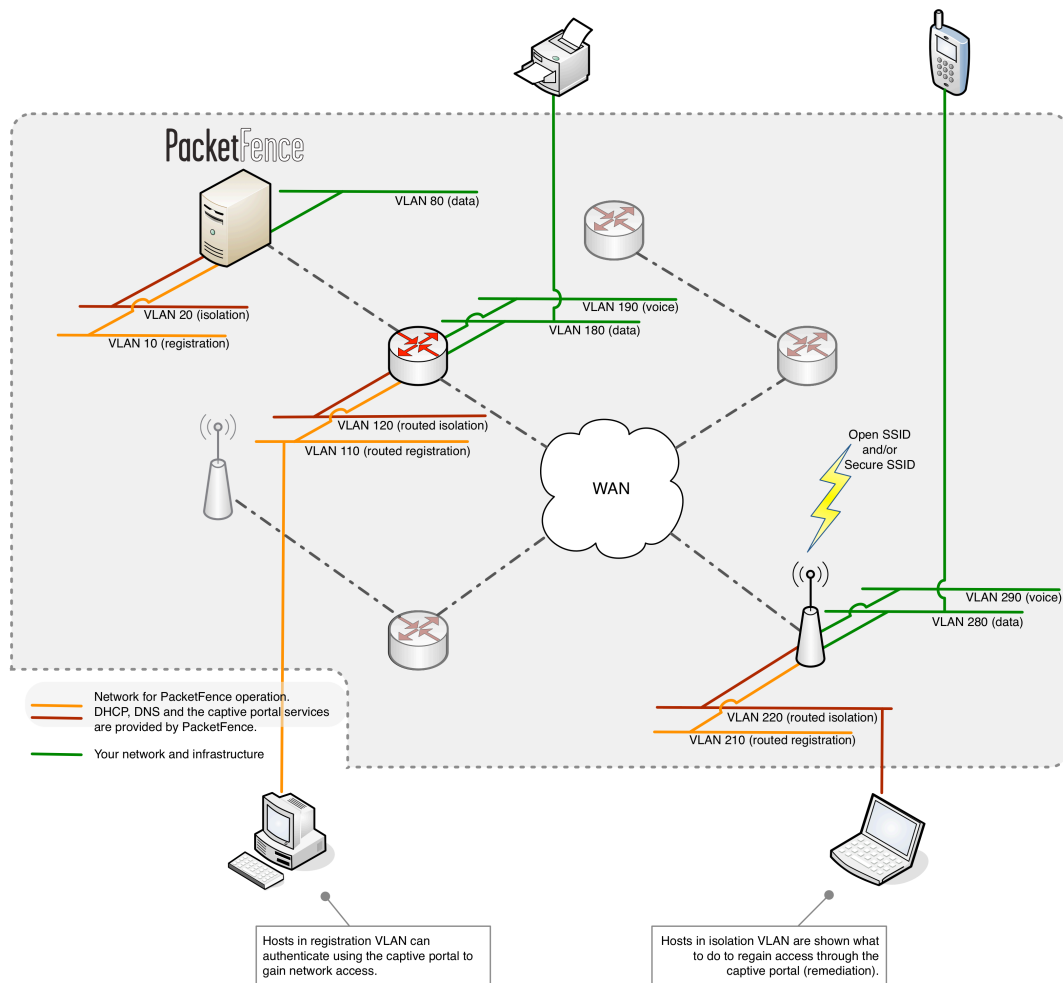 PacketFence
VLAN 80 (data)
VLAN 20 (isolation)
VLAN 10 (registration)
VLAN 190 (voice)
VLAN 180 (data)
VLAN 120 (routed isolation)
VLAN 110 (routed registration)
WAN
Open SSID
and/or
Secure SSID
VLAN 290 (voice)
VLAN 280 (data)
VLAN 220 (routed isolation)
VLAN 210 (routed registration)
Network for PacketFence operation.
DHCP, DNS and the captive portal services
are provided by PacketFence.
Your network and infrastructure
Hosts in registration VLAN can
authenticate using the captive portal to
gain network access.
Hosts in isolation VLAN are shown what
to do to regain access through the
captive portal (remediation).